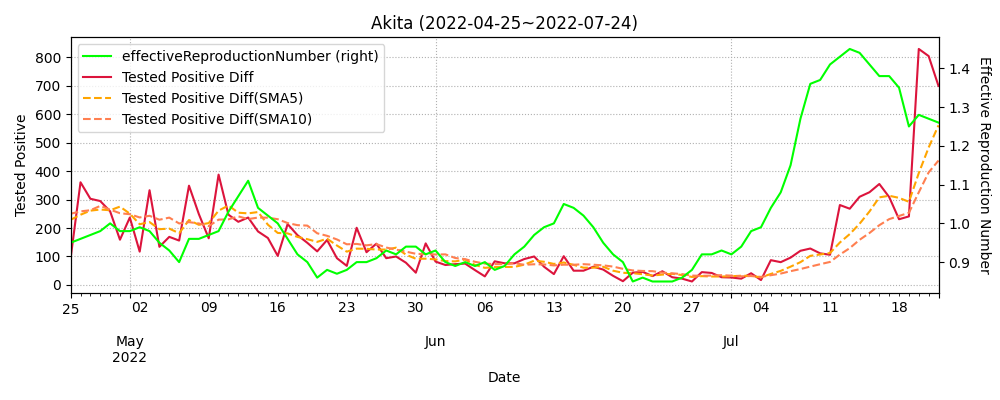 Akita (2022-04-25~2022-07-24)
effectiveReproductionNumber (right)
Tested Positive Diff
Tested Positive Diff(SMA5)
Tested Positive Diff(SMA10)
Tested Positive
800
700
600
500
400
300
200
100
0
Effective Reproduction Number
1.4
1.3
1.2
1.1
1.0
0.9
25 02 09 16 23 30 06 13 20 27 04 11 18
May Jun Jul
2022
Date